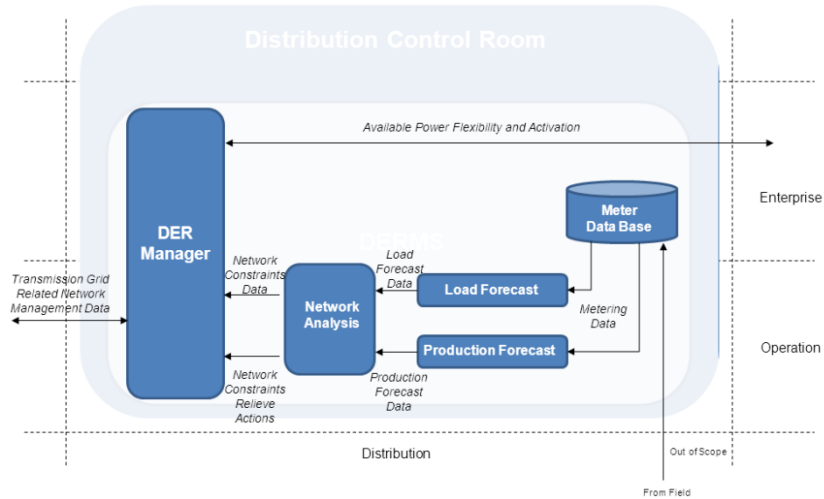 Distribution Control Room
Available Power Flexibility and Activation
Enterprise
Meter
Data Base
DER
Manager
DERMS
Network
Constraints
Data
Load
Forecast
Data
Load Forecast
Transmission Grid
Related Network
Management Data
Network
Analysis
Metering
Data
Production Forecast
Operation
Network
Constraints
Relieve
Actions
Production
Forecast
Data
Distribution
Out of Scope
From Field